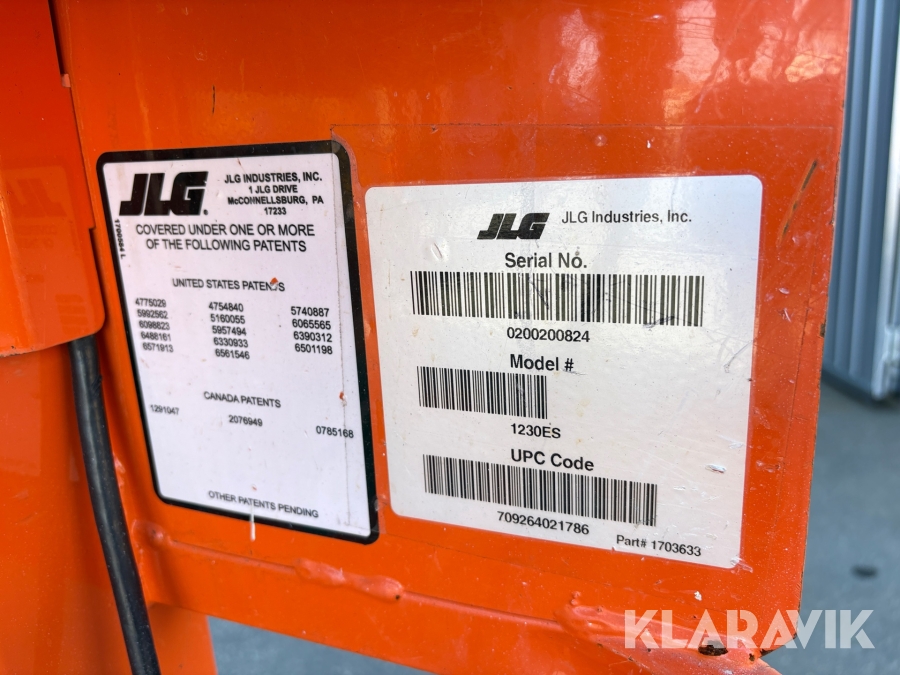 JLG
JLG INDUSTRIES, INC.
1 JLG DRIVE
McCONNELLSBURG, PA
17233
COVERED UNDER ONE OR MORE
OF THE FOLLOWING PATENTS
UNITED STATES PATENTS
4775029 4754840 5740887
5992562 5160055 6065565
6098823 5957494 6390312
6488161 6330933 6501198
6571913 6561546
CANADA PATENTS
1291047 2076949 0785168
OTHER PATENTS PENDING
JLG JLG Industries, Inc.
Serial No.
0200200824
Model #
1230ES
UPC Code
709264021786
Part# 1703633
KLARAVIK